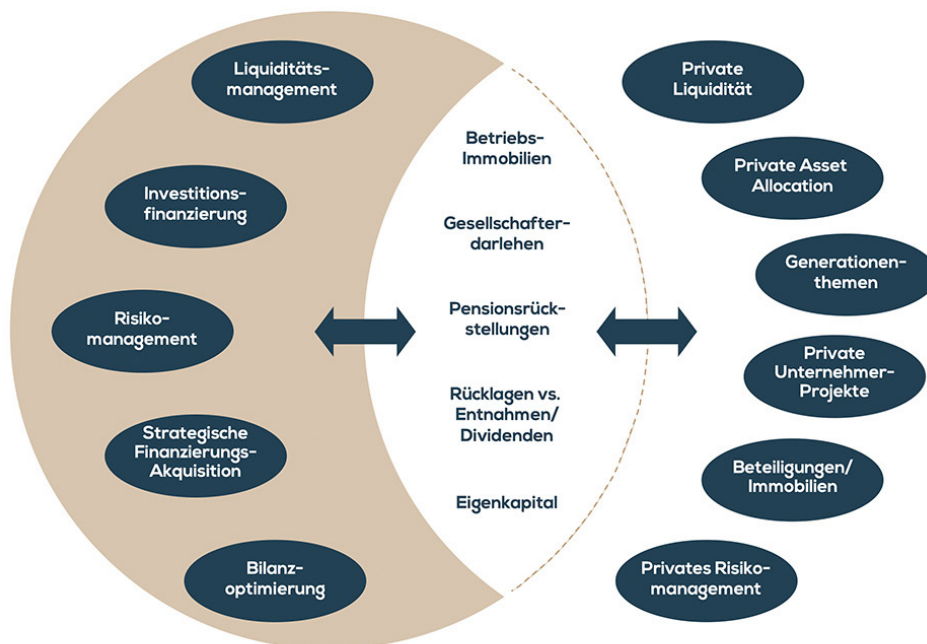 Liquiditäts-
management
Investitions-
finanzierung
Risiko-
management
Strategische
Finanzierungs-
Akquisition
Bilanz-
optimierung
Betriebs-
Immobilien
Gesellschafter-
darlehen
Pensionsrück-
stellungen
Rücklagen vs.
Entnahmen/
Dividenden
Eigenkapital
Private
Liquidität
Private Asset
Allocation
Generationen-
themen
Private
Unternehmer-
Projekte
Beteiligungen/
Immobilien
Privates Risiko-
management